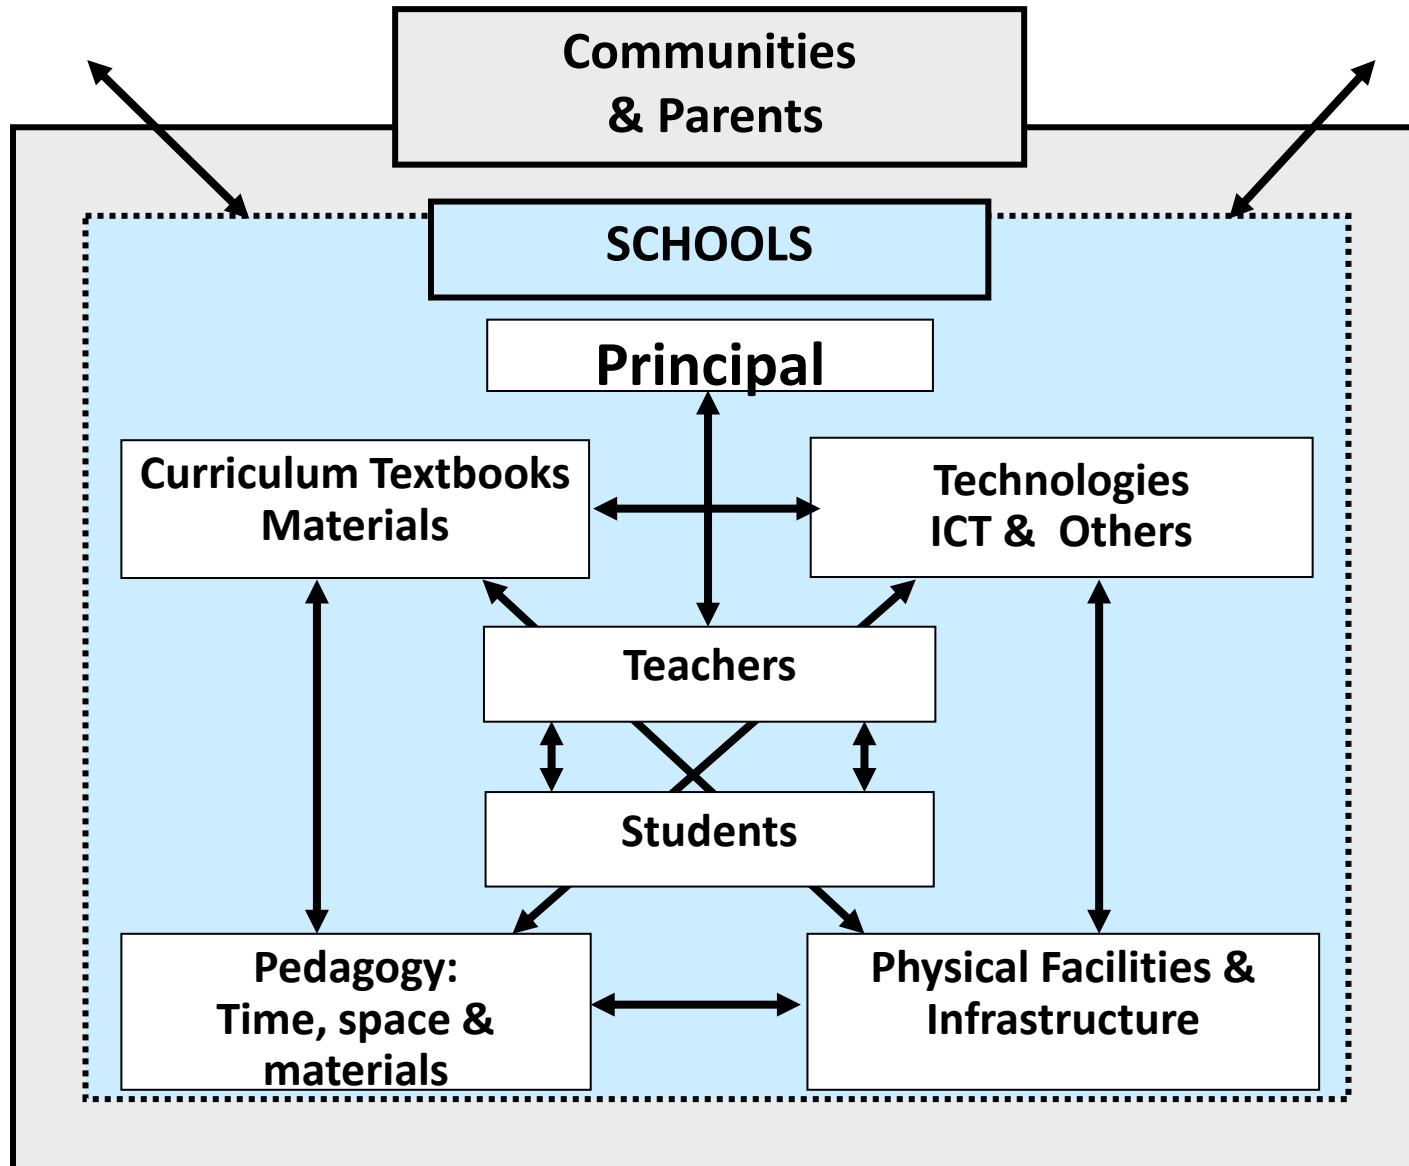 Communities
& Parents
SCHOOLS
Principal
Curriculum Textbooks
Materials
Technologies
ICT &  Others
Teachers
Students
Pedagogy:
Time, space &
materials
Physical Facilities &
Infrastructure